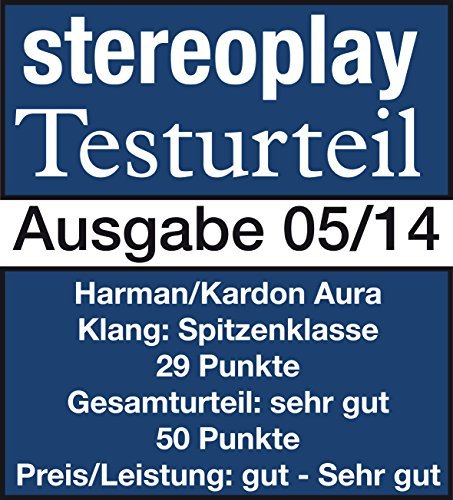 stereoplay
Testurteil
Ausgabe 05/14
Harman/Kardon Aura
Klang: Spitzenklasse
29 Punkte
Gesamturteil: sehr gut
50 Punkte
Preis/Leistung: gut - Sehr gut